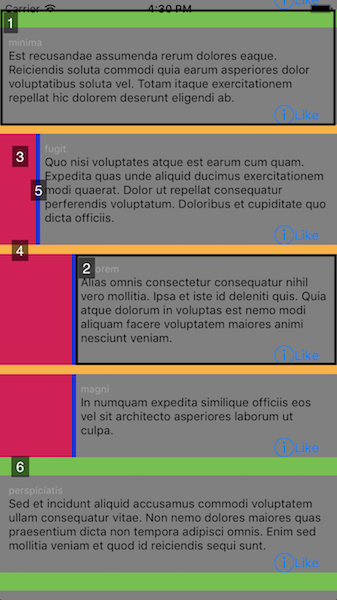 Like
Carrier 4:30 PM
1
minima
Est recusandae assumenda rerum dolores eaque.
Reiciendis soluta commodi quia earum asperiores dolor
voluptatibus soluta vel. Totam itaque exercitationem
repellat hic dolorem deserunt eligendi ab.
Like
3
fugit
Quo nisi voluptates atque est earum cum quam.
Expedita quas unde aliquid ducimus exercitationem
5
modi quaerat. Dolor ut repellat consequatur
perferendis voluptatum. Doloribus et cupiditate quo
dicta officiis.
Like
4
2
Alias omnis consectetur consequatur nihil
vero mollitia. Ipsa et iste id deleniti quis. Quia
atque dolorum in voluptas est nemo modi
aliquam facere voluptatem maiores animi
nesciunt veniam.
Like
magni
In numquam expedita similique officiis eos
vel sit architecto asperiores laborum ut
culpa.
Like
6
perspiciatis
Sed et incidunt aliquid accusamus commodi voluptatem
ullam consequatur vitae. Non nemo dolores maiores quas
praesentium dicta non tempora adipisci omnis. Enim sed
mollitia veniam et quod id reiciendis sequi sunt.
Like